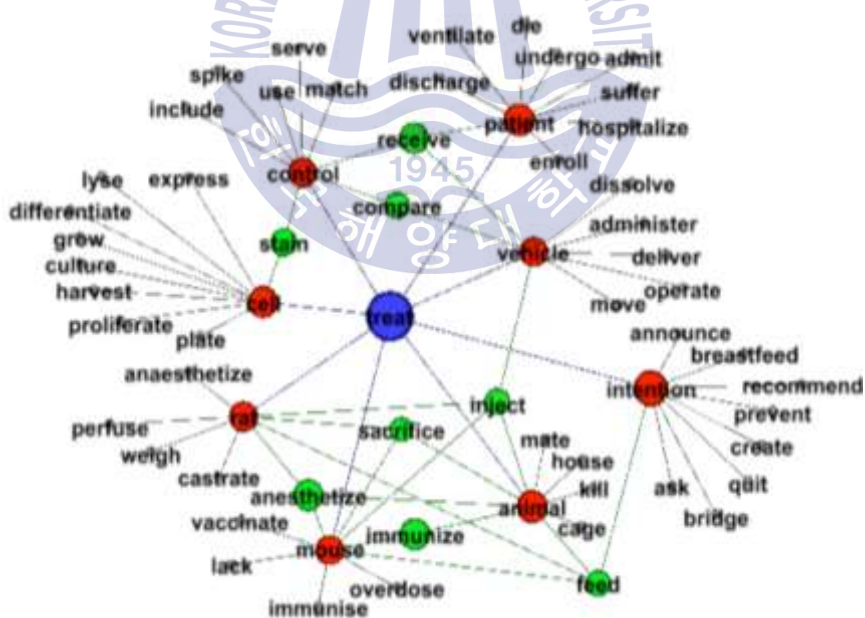 die
ventilate
serve
undergo admit
spike
discharge
suffer
use match
include
patient
hospitalize
receive
enroll
1945
control
lyse
express
dissolve
compare
differentiate
administer
grow
stain
vehicle
deliver
culture
harvest
cell
operate
move
proliferate
treat
plate
announce
breastfeed
anaesthetize
intention
recommend
inject
prevent
perfuse
rat
sacrifice
mate
create
weigh
house
castrate
kill
ask
quit
anesthetize
animal
bridge
vaccinate
cage
immunize
mouse
lack
feed
overdose
immunise